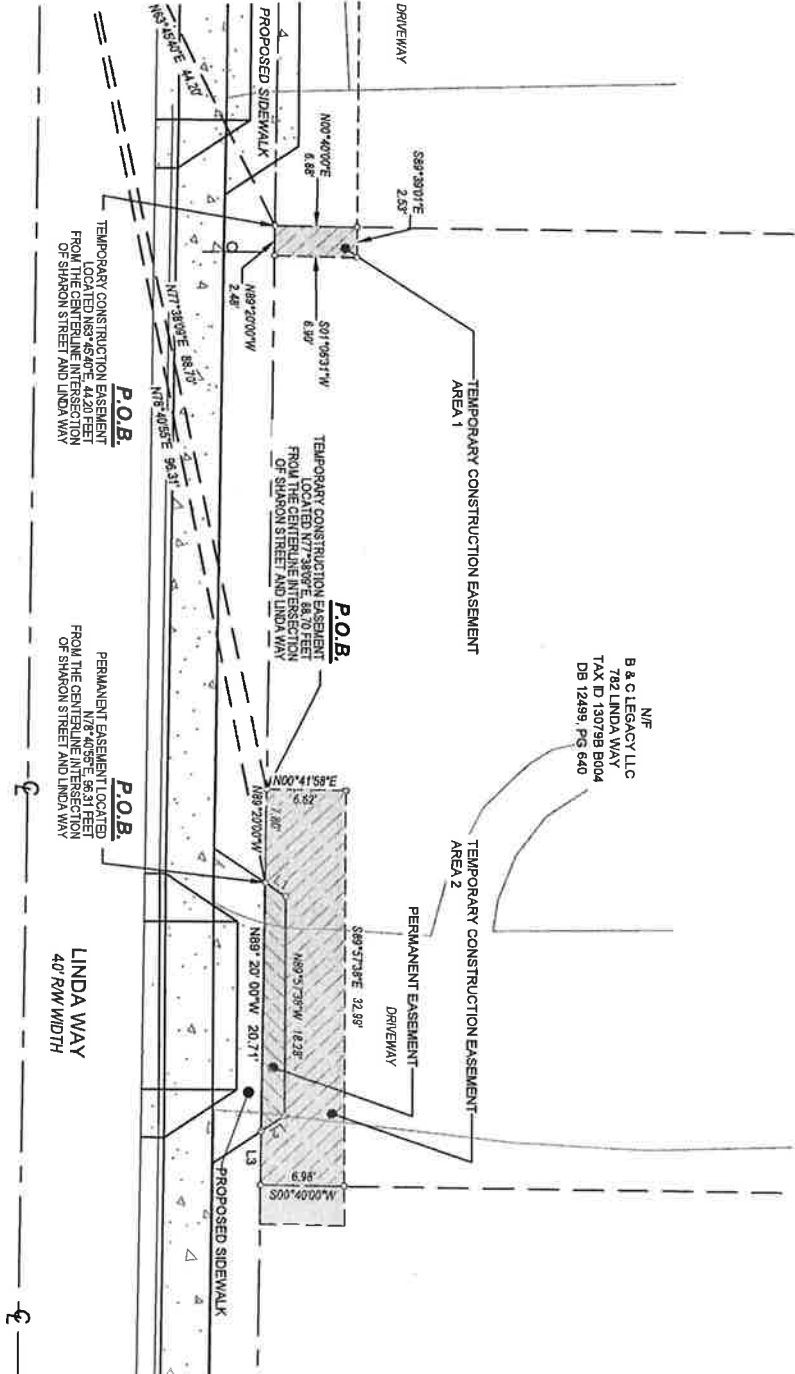 DRIVEWAY
N63°45'40"E 44.20'
PROPOSED SIDEWALK
N00°40'00"E
6.88'
S89°39'01"E
2.53'
N89°20'00"W
2.48'
S01°06'31"W
6.90'
TEMPORARY CONSTRUCTION EASEMENT
AREA 1
P.O.B.
TEMPORARY CONSTRUCTION EASEMENT
LOCATED N63°45'40"E, 44.20 FEET
FROM THE CENTERLINE INTERSECTION
OF SHARON STREET AND LINDA WAY
N77°38'09"E 88.70'
N78°40'55"E 96.31'
P.O.B.
TEMPORARY CONSTRUCTION EASEMENT
LOCATED N77°38'09"E, 88.70 FEET
FROM THE CENTERLINE INTERSECTION
OF SHARON STREET AND LINDA WAY
N/F
B & C LEGACY LLC
782 LINDA WAY
TAX ID 13079B B004
DB 12499, PG 640
TEMPORARY CONSTRUCTION EASEMENT
AREA 2
PERMANENT EASEMENT
DRIVEWAY
N00°41'58"E
6.62'
7.80'
N89°20'00"W
L1
S89°57'38"E 32.99'
N89°57'38"W 18.28'
N89° 20' 00"W 20.71'
L2
L3
6.98'
S00°40'00"W
PROPOSED SIDEWALK
P.O.B.
PERMANENT EASEMENT LOCATED
N78°40'55"E, 96.31 FEET
FROM THE CENTERLINE INTERSECTION
OF SHARON STREET AND LINDA WAY
LINDA WAY
40' R/W WIDTH